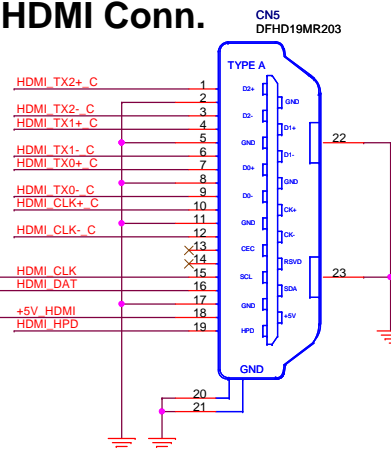 HDMI Conn.
CN5
DFHD19MR203
TYPE A
HDMI_TX2+_C 1 D2+
2 GND
HDMI_TX2-_C 3 D2-
HDMI_TX1+_C 4 D1+
5 GND
HDMI_TX1-_C 6 D1-
HDMI_TX0+_C 7 D0+
8 GND
HDMI_TX0-_C 9 D0-
HDMI_CLK+_C 10 CK+
11 GND
HDMI_CLK-_C 12 CK-
13 CEC
14 RSVD
HDMI_CLK 15 SCL
HDMI_DAT 16 SDA
17 GND
+5V_HDMI 18 +5V
HDMI_HPD 19 HPD
22
23
GND
20
21